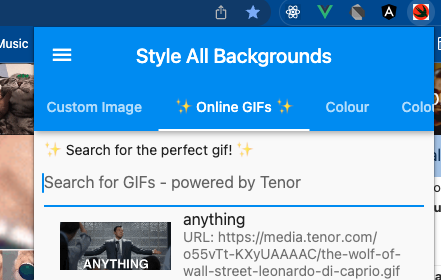 Music
Style All Backgrounds
Custom Image
✨ Online GIFs ✨
Colour
Colou
✨ Search for the perfect gif! ✨
Search for GIFs - powered by Tenor
anything
URL: https://media.tenor.com/
o55vTt-KXyUAAAAC/the-wolf-of-
wall-street-leonardo-di-caprio.gif
ANYTHING